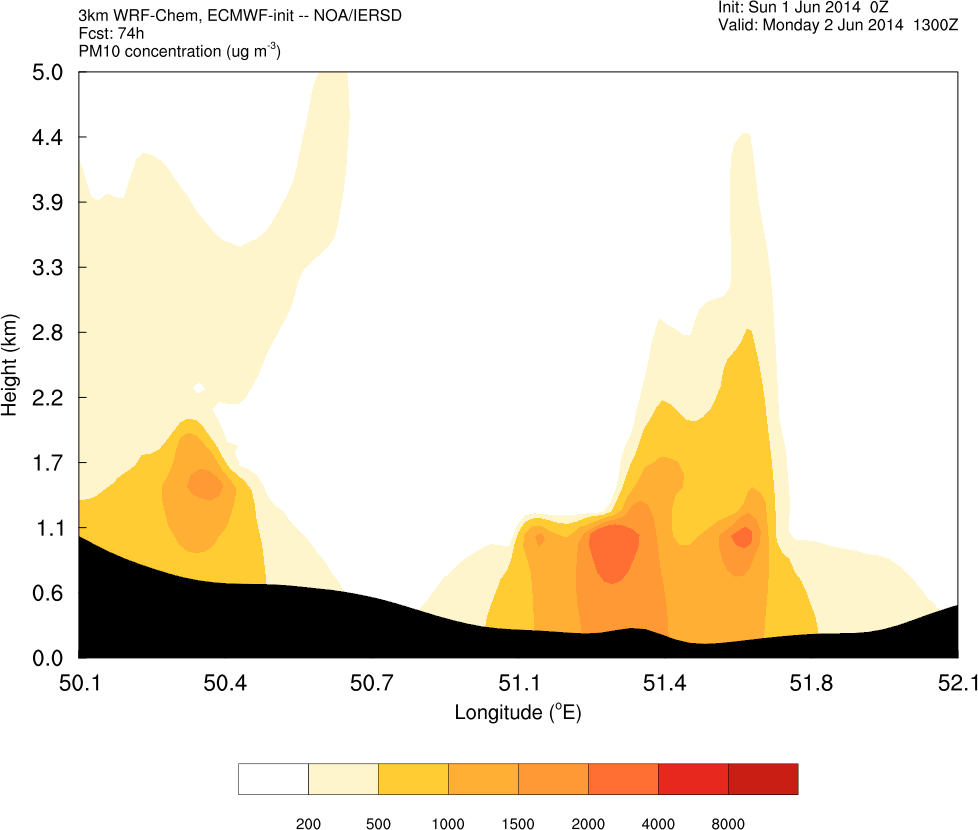 3km WRF-Chem, ECMWF-init -- NOA/IERSD
Init: Sun 1 Jun 2014 0Z
Fcst: 74h
Valid: Monday 2 Jun 2014 1300Z
PM10 concentration (ug m⁻³)
5.0
4.4
3.9
3.3
2.8
2.2
1.7
1.1
0.6
0.0
Height (km)
50.1 50.4 50.7 51.1 51.4 51.8 52.1
Longitude (°E)
200 500 1000 1500 2000 4000 8000